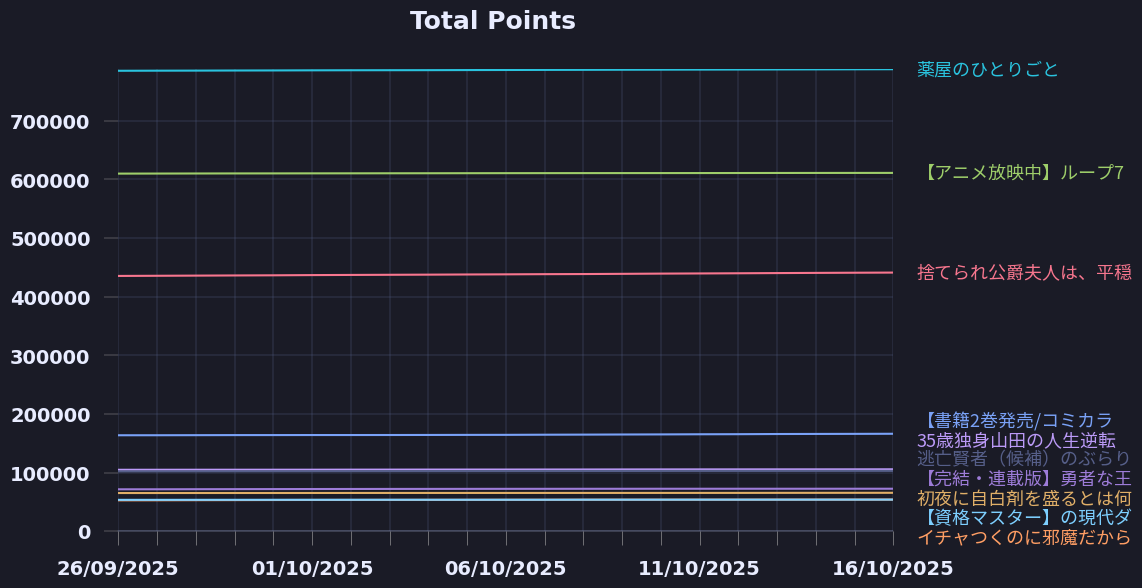 Total Points
薬屋のひとりごと
700000
【アニメ放映中】ループ7
600000
500000
捨てられ公爵夫人は、平穏
400000
300000
200000
【書籍2巻発売/コミカラ
35歳独身山田の人生逆転
逃亡賢者（候補）のぶらり
100000
【完結・連載版】勇者な王
初夜に自白剤を盛るとは何
【資格マスター】の現代ダ
0
イチャつくのに邪魔だから
26/09/2025 01/10/2025 06/10/2025 11/10/2025 16/10/2025